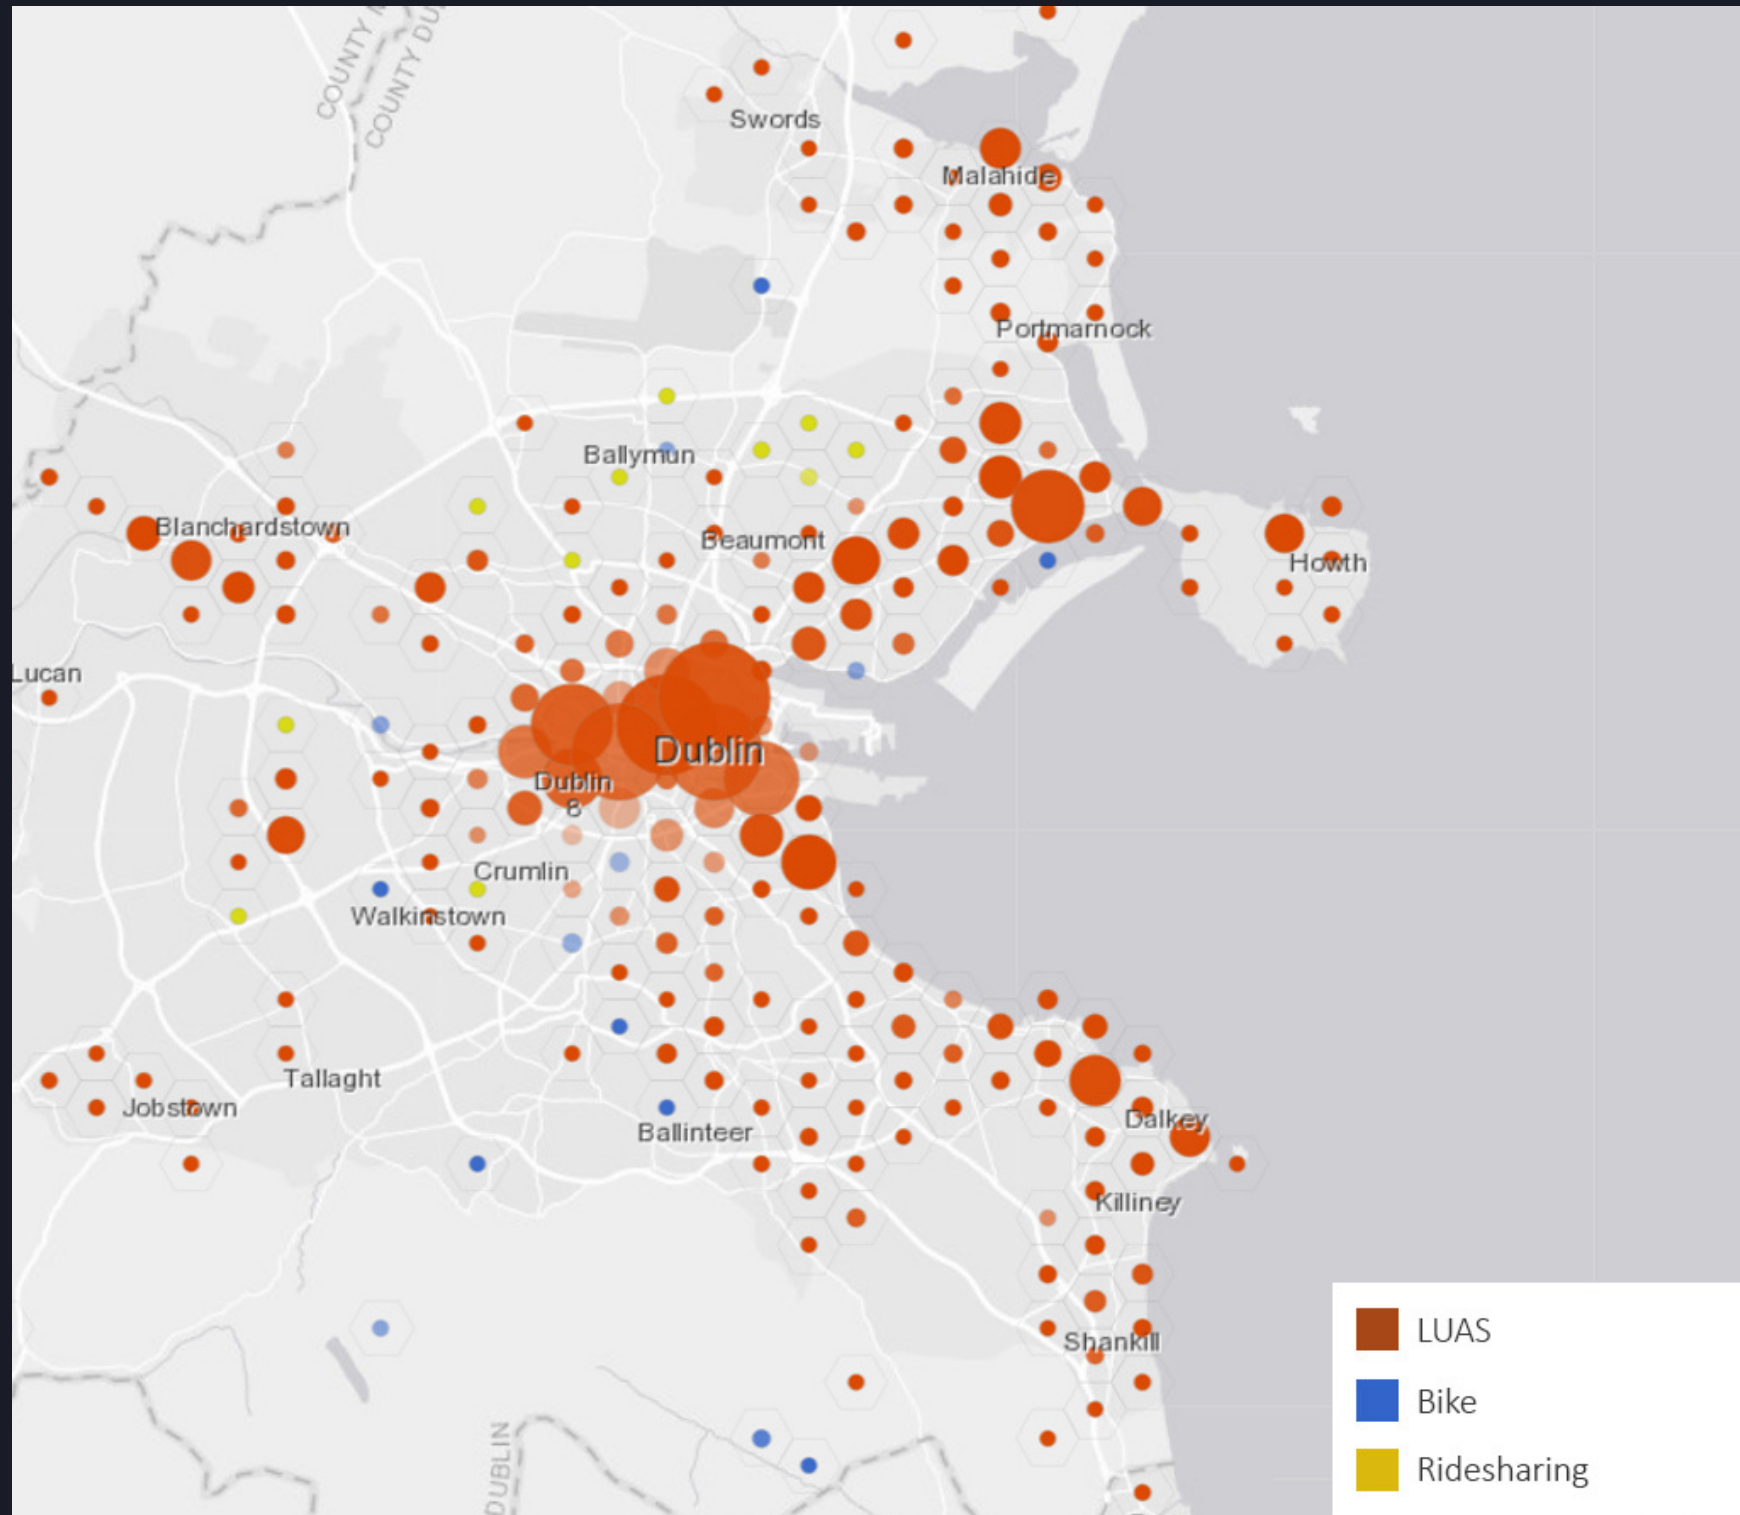 COUNTY
COUNTY
Swords
Malahide
Portmarnock
Ballymun
Blanchardstown
Beaumont
Howth
Lucan
Dublin
Dublin
8
Crumlin
Walkinstown
Tallaght
Jobstown
Dalkey
Ballinteer
Killiney
Shankill
DUBLIN
LUAS
Bike
Ridesharing